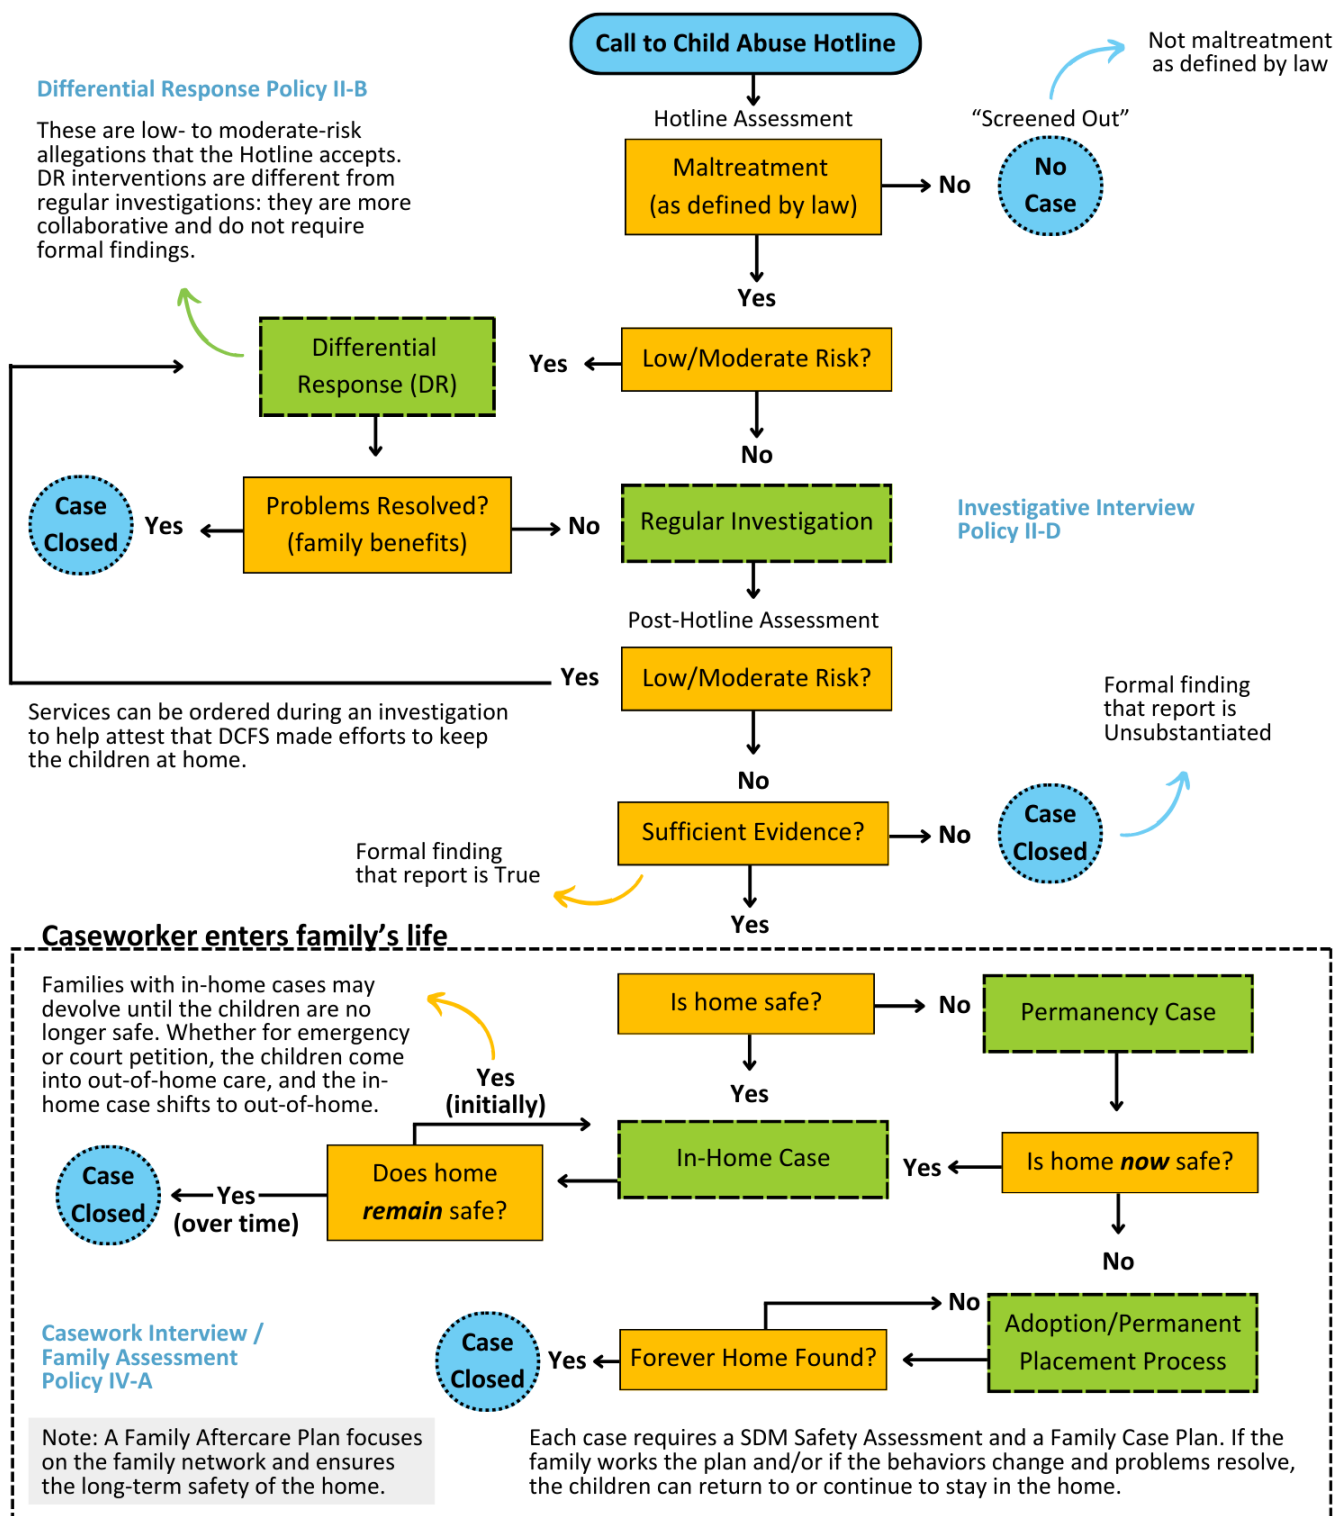 Call to Child Abuse Hotline
Not maltreatment
as defined by law
Differential Response Policy II-B
These are low- to moderate-risk
allegations that the Hotline accepts.
DR interventions are different from
regular investigations: they are more
collaborative and do not require
formal findings.
Hotline Assessment
“Screened Out”
Maltreatment
(as defined by law)
No
No
Case
Yes
Differential
Response (DR)
Yes
Low/Moderate Risk?
No
Case
Closed
Yes
Problems Resolved?
(family benefits)
No
Regular Investigation
Investigative Interview
Policy II-D
Post-Hotline Assessment
Yes
Low/Moderate Risk?
Services can be ordered during an investigation
to help attest that DCFS made efforts to keep
the children at home.
Formal finding
that report is
Unsubstantiated
No
Sufficient Evidence?
No
Case
Closed
Formal finding
that report is True
Yes
Caseworker enters family’s life
Families with in-home cases may
devolve until the children are no
longer safe. Whether for emergency
or court petition, the children come
into out-of-home care, and the in-
home case shifts to out-of-home.
Is home safe?
No
Permanency Case
Yes
(initially)
Yes
Case
Closed
Yes
(over time)
Does home
remain safe?
In-Home Case
Yes
Is home now safe?
No
No
Casework Interview /
Family Assessment
Policy IV-A
Case
Closed
Yes
Forever Home Found?
Adoption/Permanent
Placement Process
Note: A Family Aftercare Plan focuses
on the family network and ensures
the long-term safety of the home.
Each case requires a SDM Safety Assessment and a Family Case Plan. If the
family works the plan and/or if the behaviors change and problems resolve,
the children can return to or continue to stay in the home.